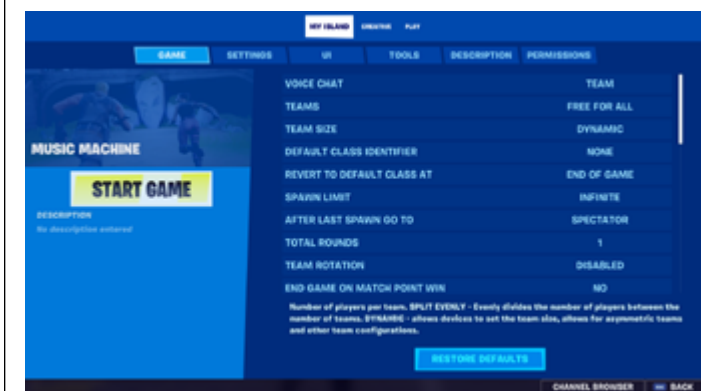 MY ISLAND CREATIVE PLAY
GAME SETTINGS UI TOOLS DESCRIPTION PERMISSIONS
VOICE CHAT TEAM
TEAMS FREE FOR ALL
TEAM SIZE DYNAMIC
MUSIC MACHINE
DEFAULT CLASS IDENTIFIER NONE
REVERT TO DEFAULT CLASS AT END OF GAME
START GAME
SPAWN LIMIT INFINITE
DESCRIPTION
No description entered
AFTER LAST SPAWN GO TO SPECTATOR
TOTAL ROUNDS 1
TEAM ROTATION DISABLED
END GAME ON MATCH POINT WIN NO
Number of players per team. SPLIT EVENLY - Evenly divides the number of players between the
number of teams. DYNAMIC - allows devices to set the team size, allows for asymmetric teams
and other team configurations.
RESTORE DEFAULTS
CHANNEL BROWSER BACK